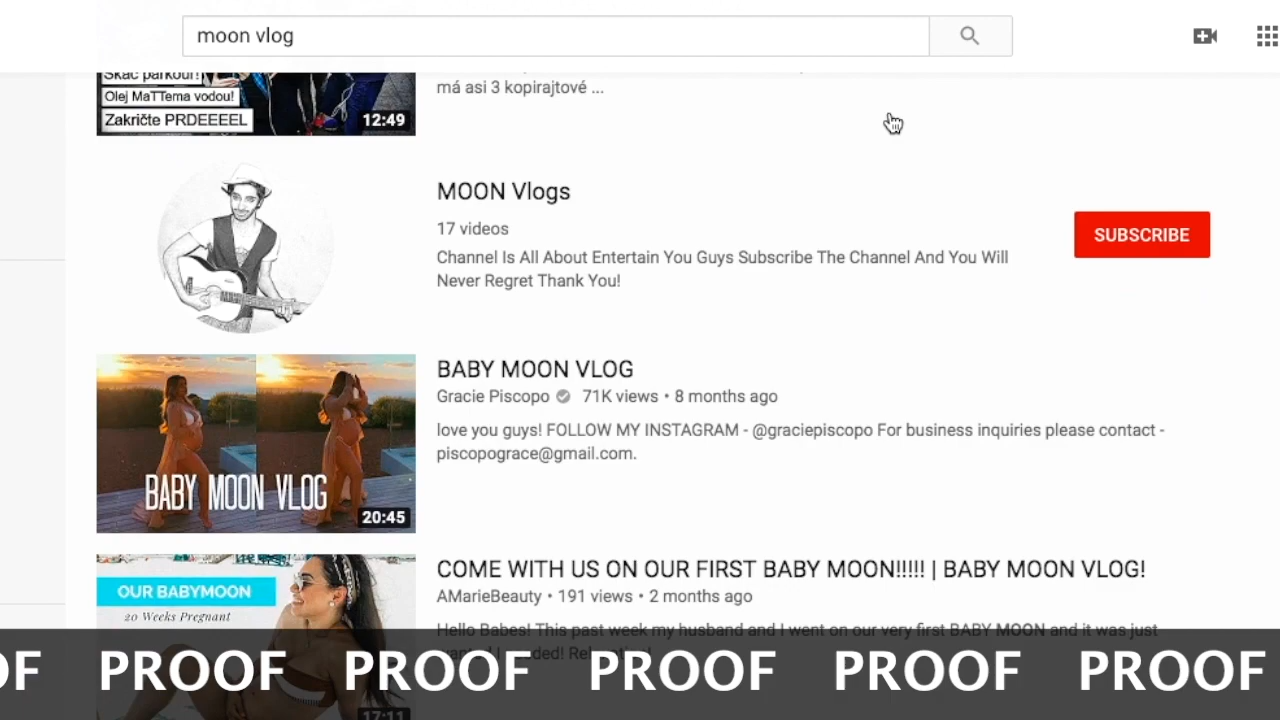 moon vlog
Skac parkour!
má asi 3 kopirajtové ...
Olej MaTTema vodou!
Zakričte PRDEEEEL
12:49
MOON Vlogs
17 videos
SUBSCRIBE
Channel Is All About Entertain You Guys Subscribe The Channel And You Will
Never Regret Thank You!
BABY MOON VLOG
Gracie Piscopo 71K views • 8 months ago
love you guys! FOLLOW MY INSTAGRAM - @graciepiscopo For business inquiries please contact -
piscopograce@gmail.com.
BABY MOON VLOG
20:45
COME WITH US ON OUR FIRST BABY MOON!!!!! | BABY MOON VLOG!
OUR BABYMOON
AMarieBeauty • 191 views • 2 months ago
20 Weeks Pregnant
Hello Babes! This past week my husband and I went on our very first BABY MOON and it was just
OF PROOF PROOF PROOF PROOF PROOF
17:11